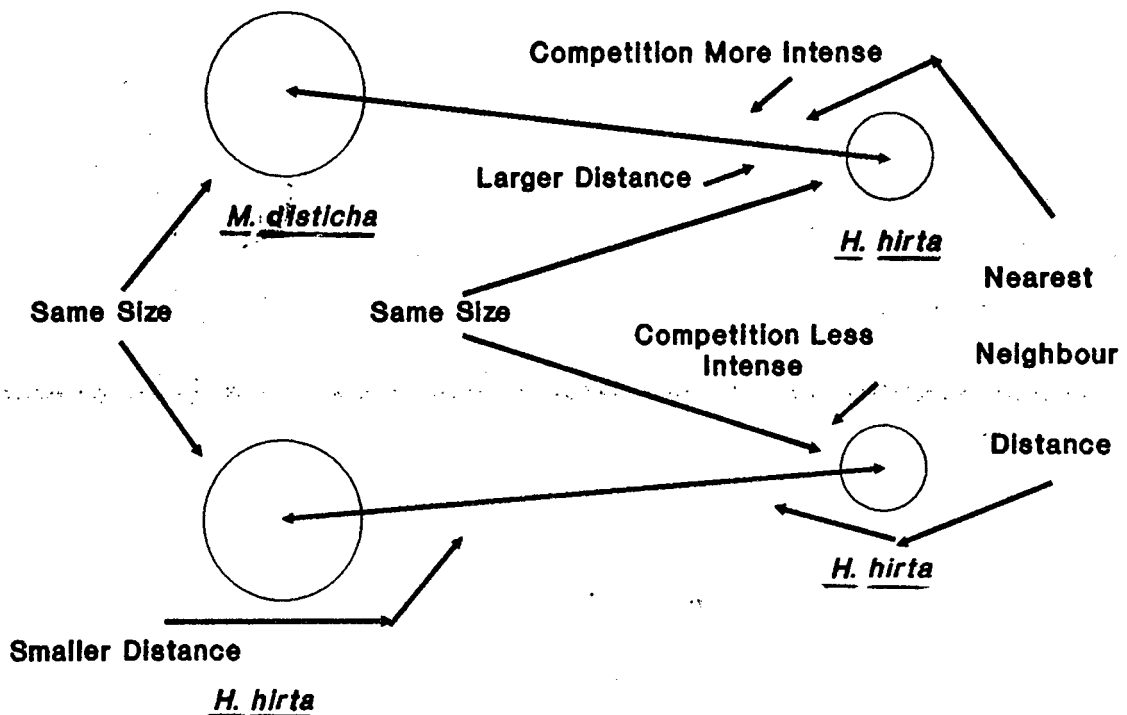 Competition More Intense
Larger Distance
M. disticha
H. hirta
Nearest
Same Size
Same Size
Competition Less
Intense
Neighbour
Distance
H. hirta
Smaller Distance
H. hirta